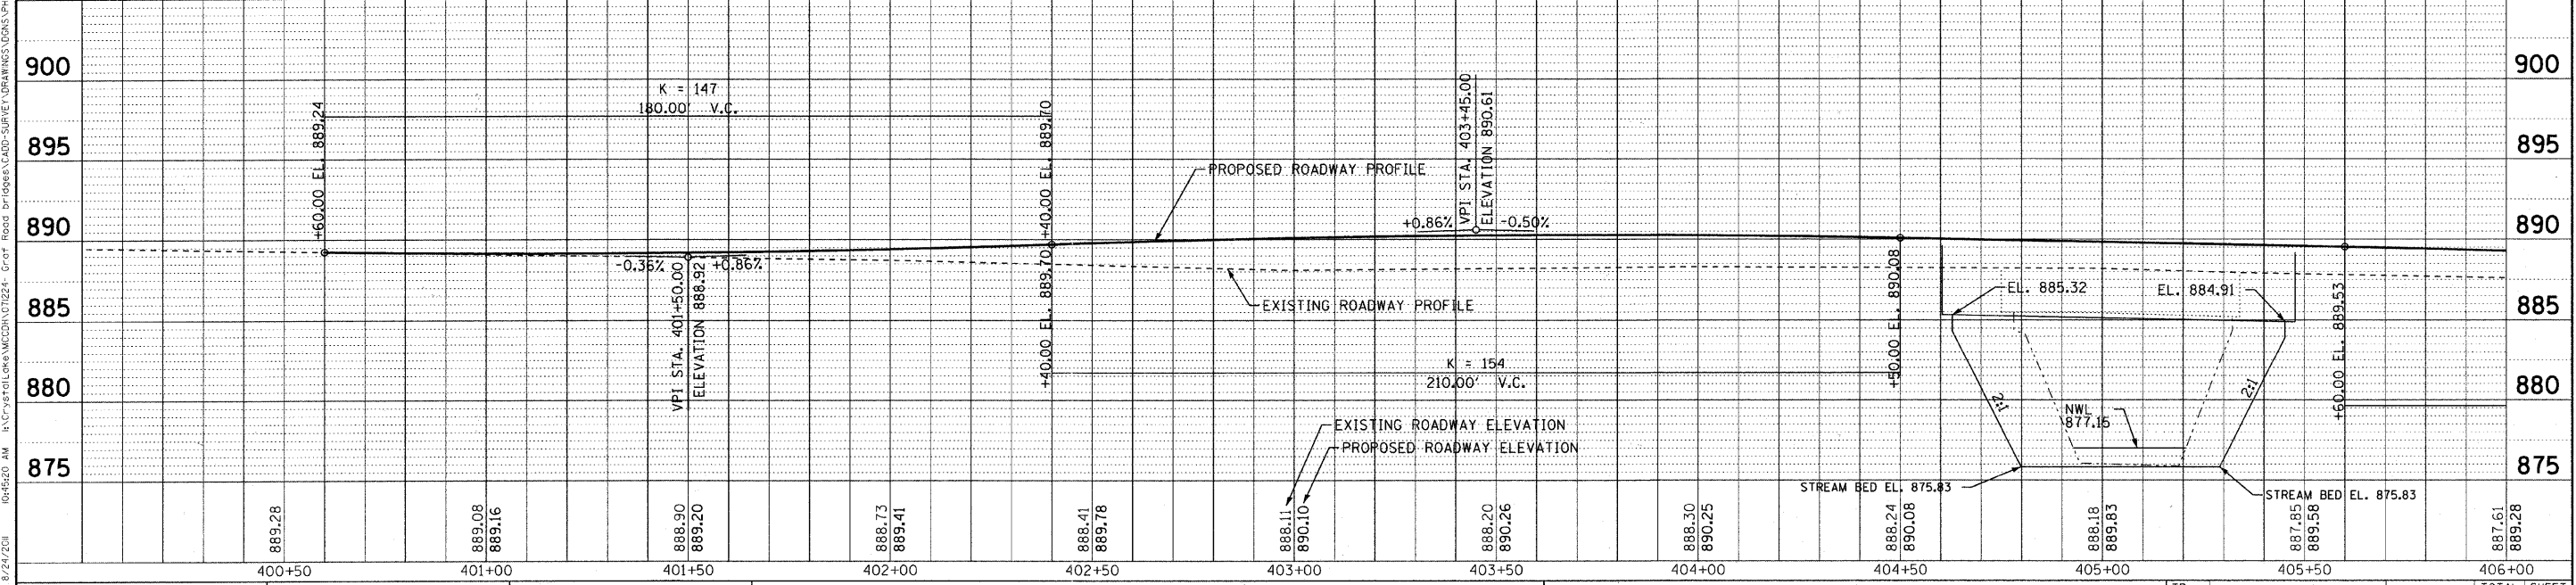 900
895
890
885
880
875
900
895
890
885
880
875
8/24/2011 10:45:20 AM
+60.00 EL. 889.24
K = 147
180.00' V.C.
+40.00 EL. 889.70
-0.36%
+0.86%
VPI STA. 401+50.00
ELEVATION 888.92
PROPOSED ROADWAY PROFILE
EXISTING ROADWAY PROFILE
+0.86%
-0.50%
VPI STA. 403+45.00
ELEVATION 890.61
+40.00 EL. 889.70
K = 154
210.00' V.C.
+50.00 EL. 890.08
EXISTING ROADWAY ELEVATION
PROPOSED ROADWAY ELEVATION
EL. 885.32
EL. 884.91
2:1
2:1
NWL
877.15
STREAM BED EL. 875.83
STREAM BED EL. 875.83
+60.00 EL. 889.53
889.28
889.08
889.16
888.90
889.20
888.73
889.41
888.41
889.78
888.11
890.10
888.20
890.26
888.30
890.25
888.24
890.08
888.18
889.83
887.85
889.58
887.61
889.28
400+50
401+00
401+50
402+00
402+50
403+00
403+50
404+00
404+50
405+00
405+50
406+00